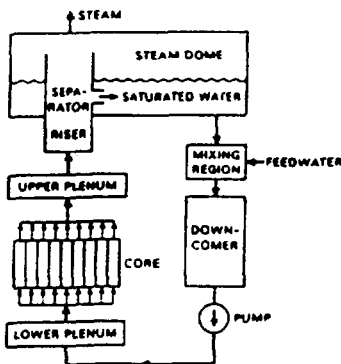 STEAM
STEAM DOME
SEPA-
RATOR
SATURATED WATER
RISER
MIXING
REGION
FEEDWATER
UPPER PLENUM
DOWN-
COMER
CORE
PUMP
LOWER PLENUM